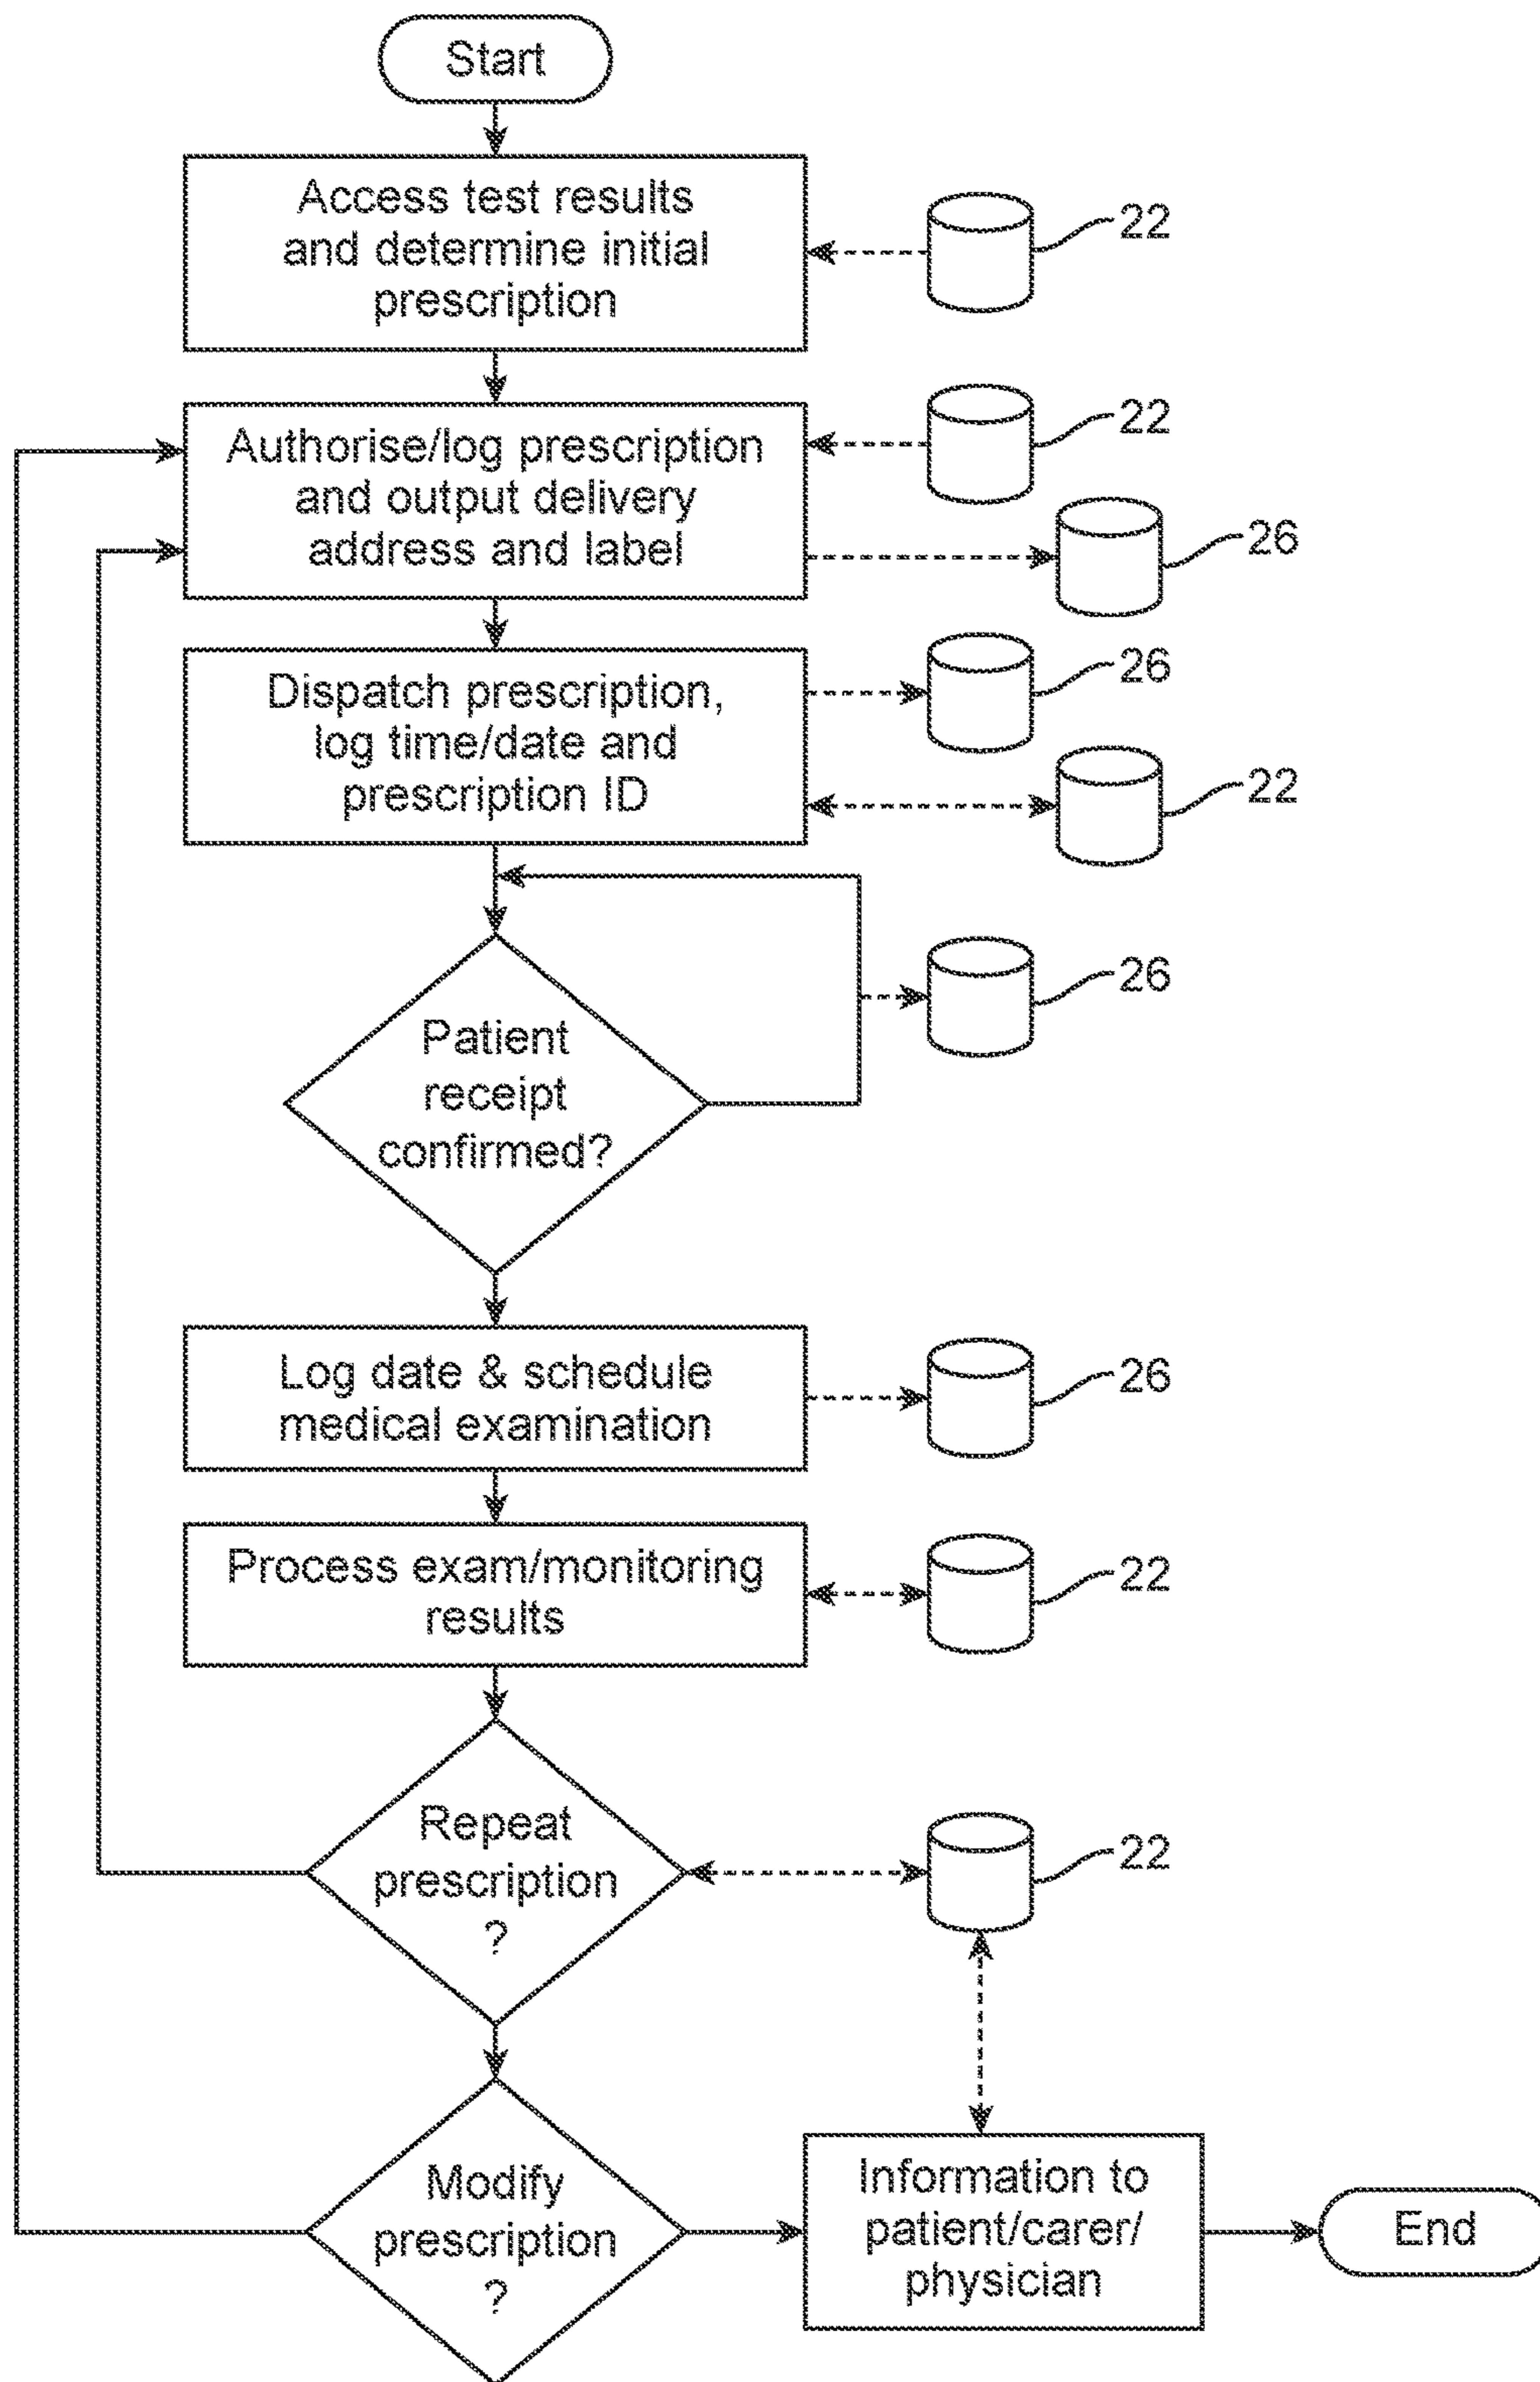 Start
Access test results
and determine initial
prescription
22
Authorise/log prescription
and output delivery
address and label
22
26
Dispatch prescription,
log time/date and
prescription ID
26
22
Patient
receipt
confirmed?
26
Log date & schedule
medical examination
26
Process exam/monitoring
results
22
Repeat
prescription
?
22
Modify
prescription
?
Information to
patient/carer/
physician
End